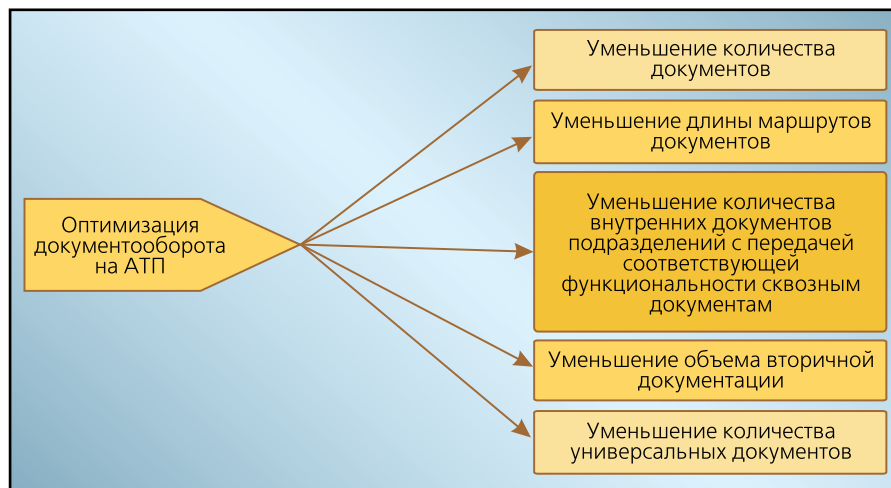 Оптимизация
документооборота
на АТП
Уменьшение количества
документов
Уменьшение длины маршрутов
документов
Уменьшение количества
внутренних документов
подразделений с передачей
соответствующей
функциональности сквозным
документам
Уменьшение объема вторичной
документации
Уменьшение количества
универсальных документов